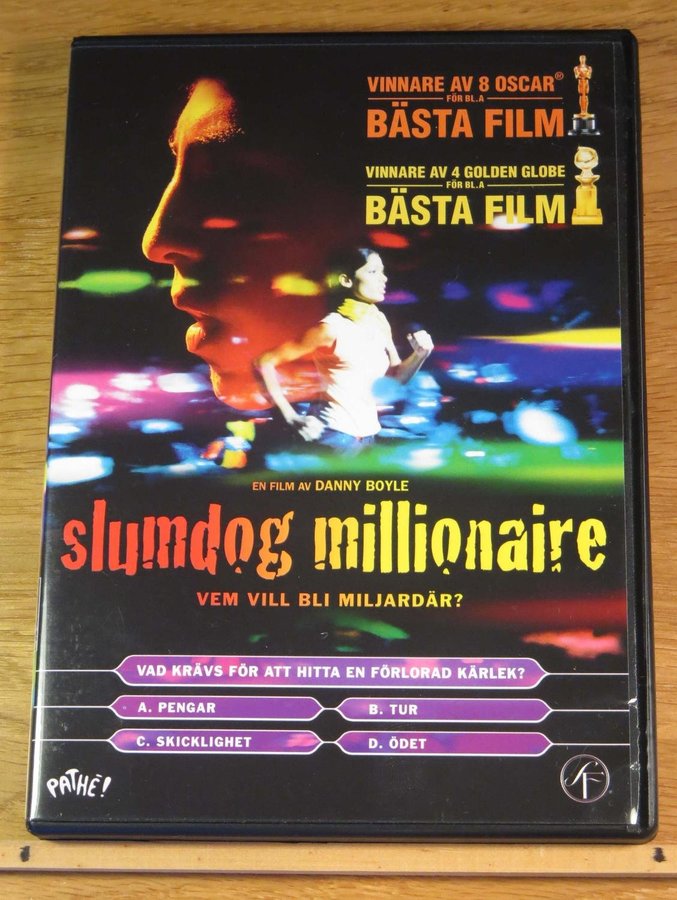 VINNARE AV 8 OSCAR®
FÖR BL.A
BÄSTA FILM
VINNARE AV 4 GOLDEN GLOBE
FÖR BL.A
BÄSTA FILM
EN FILM AV DANNY BOYLE
slumdog millionaire
VEM VILL BLI MILJARDÄR?
VAD KRÄVS FÖR ATT HITTA EN FÖRLORAD KÄRLEK?
A. PENGAR
B. TUR
C. SKICKLIGHET
D. ÖDET
PATHÉ!
SF